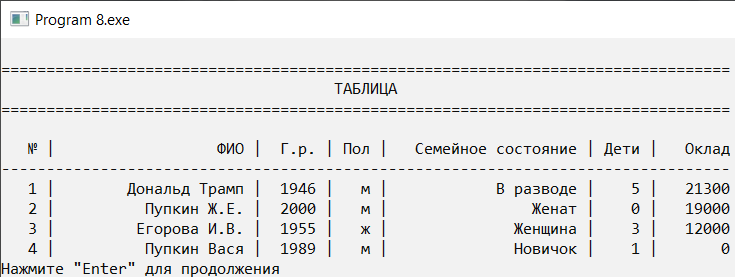 Program 8.exe
=================================================================================
ТАБЛИЦА
=================================================================================
№ | ФИО | Г.р. | Пол | Семейное состояние | Дети | Оклад
---------------------------------------------------------------------------------
1 | Дональд Трамп | 1946 | м | В разводе | 5 | 21300
2 | Пупкин Ж.Е. | 2000 | м | Женат | 0 | 19000
3 | Егорова И.В. | 1955 | ж | Женщина | 3 | 12000
4 | Пупкин Вася | 1989 | м | Новичок | 1 | 0
Нажмите "Enter" для продолжения